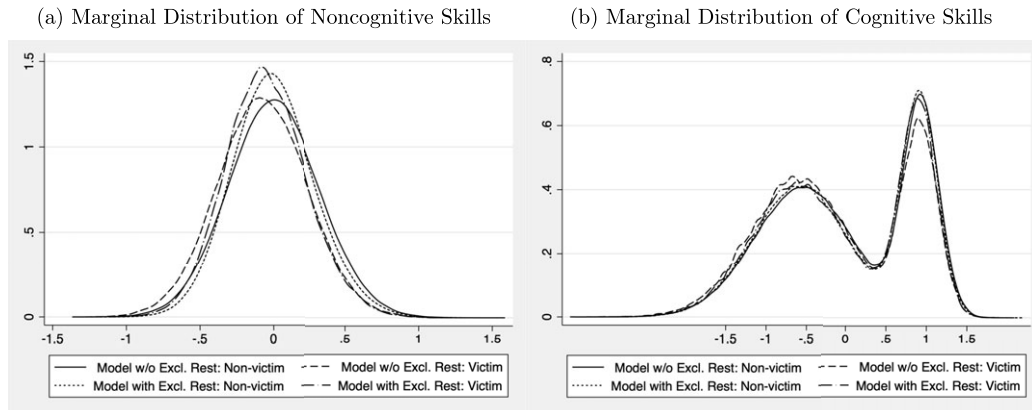 (a) Marginal Distribution of Noncognitive Skills
1.5
1
.5
0
-1.5 -1 -.5 0 .5 1 1.5
Model w/o Excl. Rest: Non-victim Model w/o Excl. Rest: Victim
Model with Excl. Rest: Non-victim Model with Excl. Rest: Victim
(b) Marginal Distribution of Cognitive Skills
.8
.6
.4
.2
0
-1.5 -1 -.5 0 .5 1 1.5
Model w/o Excl. Rest: Non-victim Model w/o Excl. Rest: Victim
Model with Excl. Rest: Non-victim Model with Excl. Rest: Victim